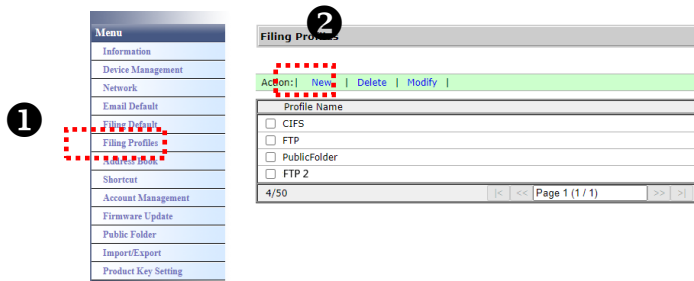 ❶
Menu
Information
Device Management
Network
Email Default
Filing Default
Filing Profiles
Address Book
Shortcut
Account Management
Firmware Update
Public Folder
Import/Export
Product Key Setting
❷
Filing Profiles
Action:| New | Delete | Modify |
Profile Name
CIFS
FTP
PublicFolder
FTP 2
4/50 |< << Page 1 (1 / 1) >> >|